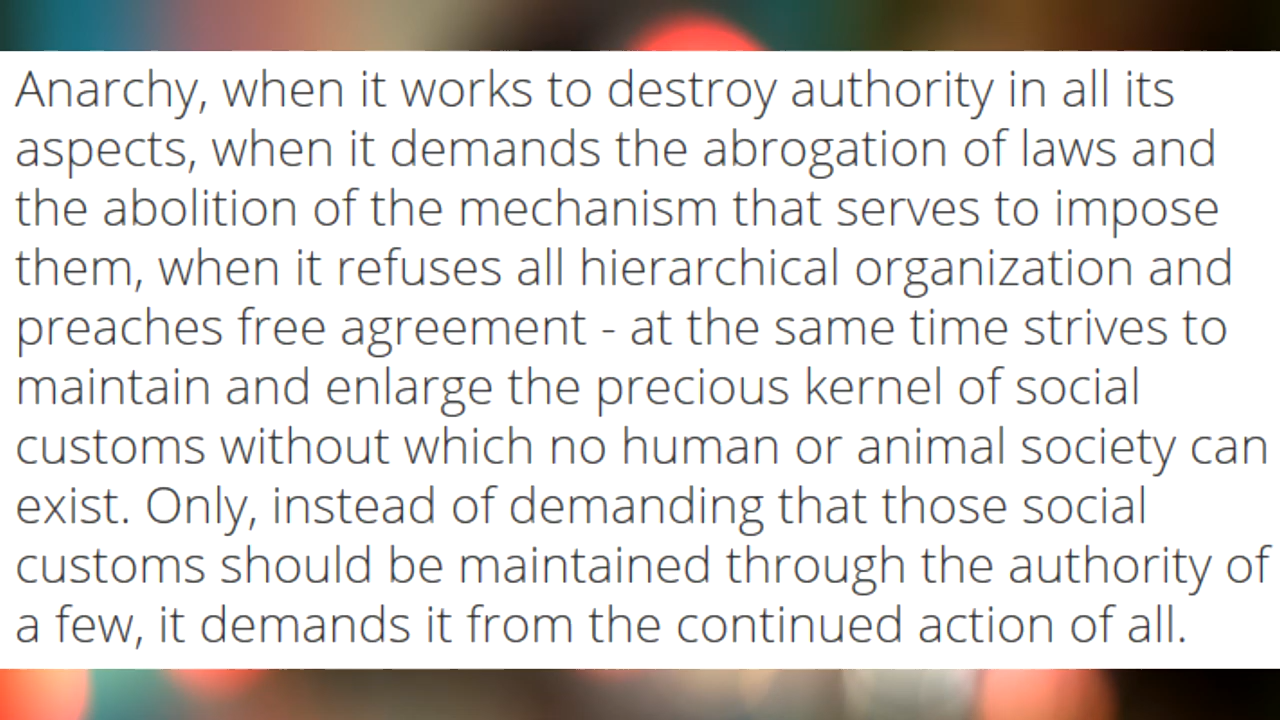 Anarchy, when it works to destroy authority in all its
aspects, when it demands the abrogation of laws and
the abolition of the mechanism that serves to impose
them, when it refuses all hierarchical organization and
preaches free agreement - at the same time strives to
maintain and enlarge the precious kernel of social
customs without which no human or animal society can
exist. Only, instead of demanding that those social
customs should be maintained through the authority of
a few, it demands it from the continued action of all.